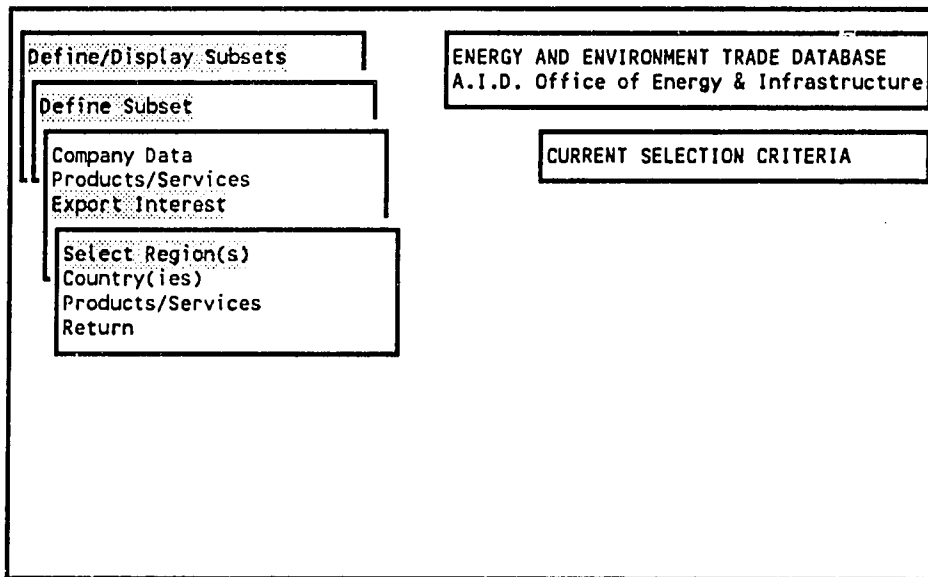 Define/Display Subsets
Define Subset
Company Data
Products/Services
Export Interest
Select Region(s)
Country(ies)
Products/Services
Return
ENERGY AND ENVIRONMENT TRADE DATABASE
A.I.D. Office of Energy & Infrastructure
CURRENT SELECTION CRITERIA